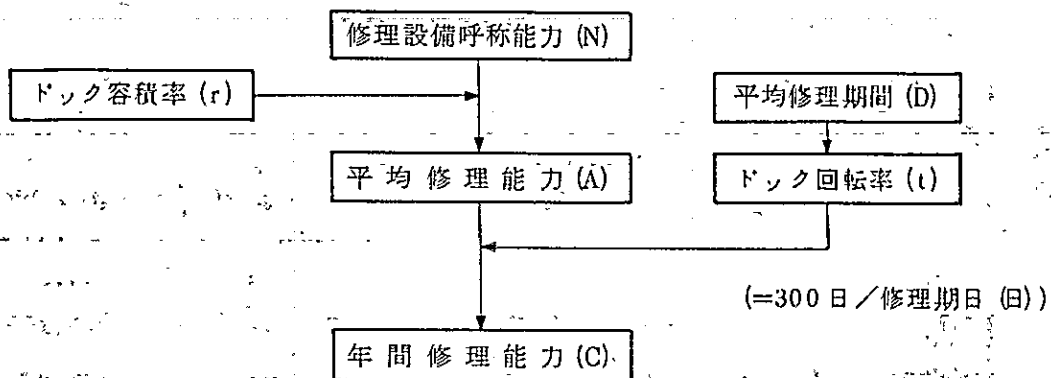 修理設備呼称能力 (N)
ドック容積率 (r)
平均修理期間 (D)
平均修理能力 (A)
ドック回転率 (t)
(=300日／修理期日 (日))
年間修理能力 (C)